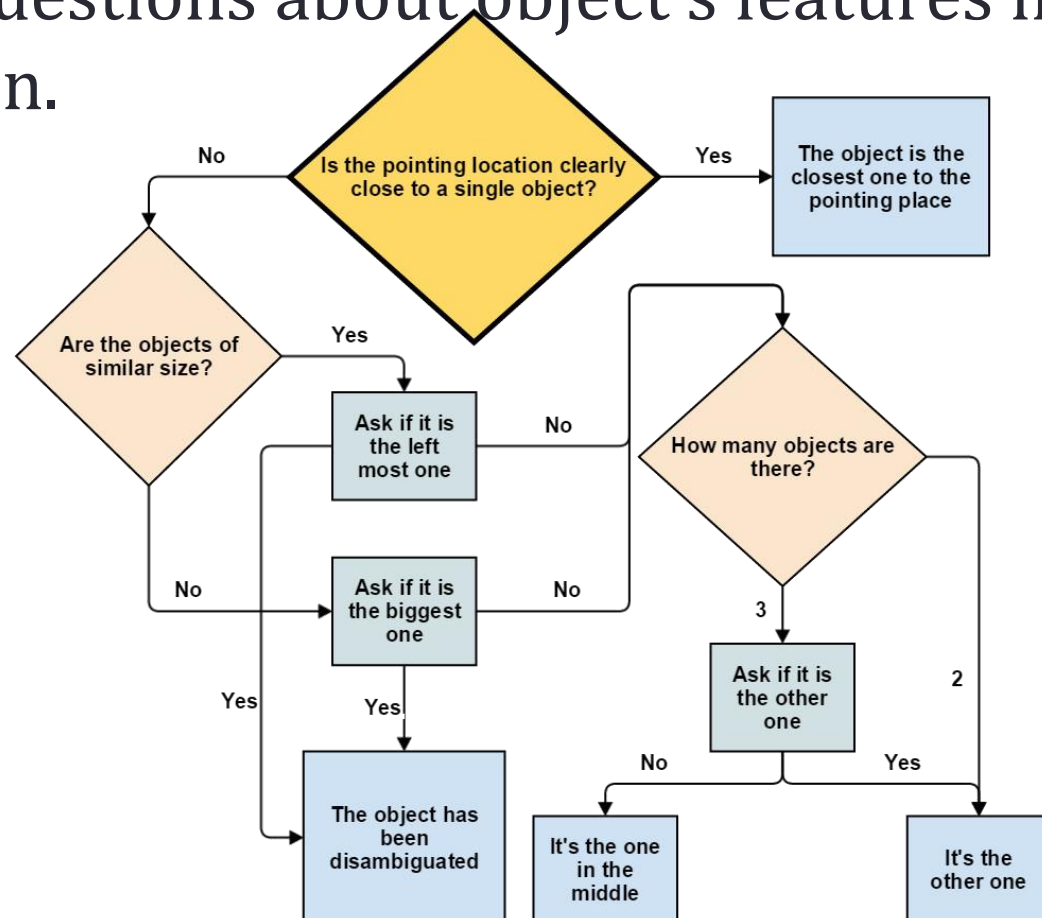 uestions about object's features
n.
No
Is the pointing location clearly
close to a single object?
Yes
The object is the
closest one to the
pointing place
Are the objects of
similar size?
Yes
Ask if it is
the left
most one
No
How many objects are
there?
No
Ask if it is
the biggest
one
No
3
Ask if it is
the other
one
2
Yes
Yes
No
Yes
The object has
been
disambiguated
It's the one
in the
middle
It's the
other one